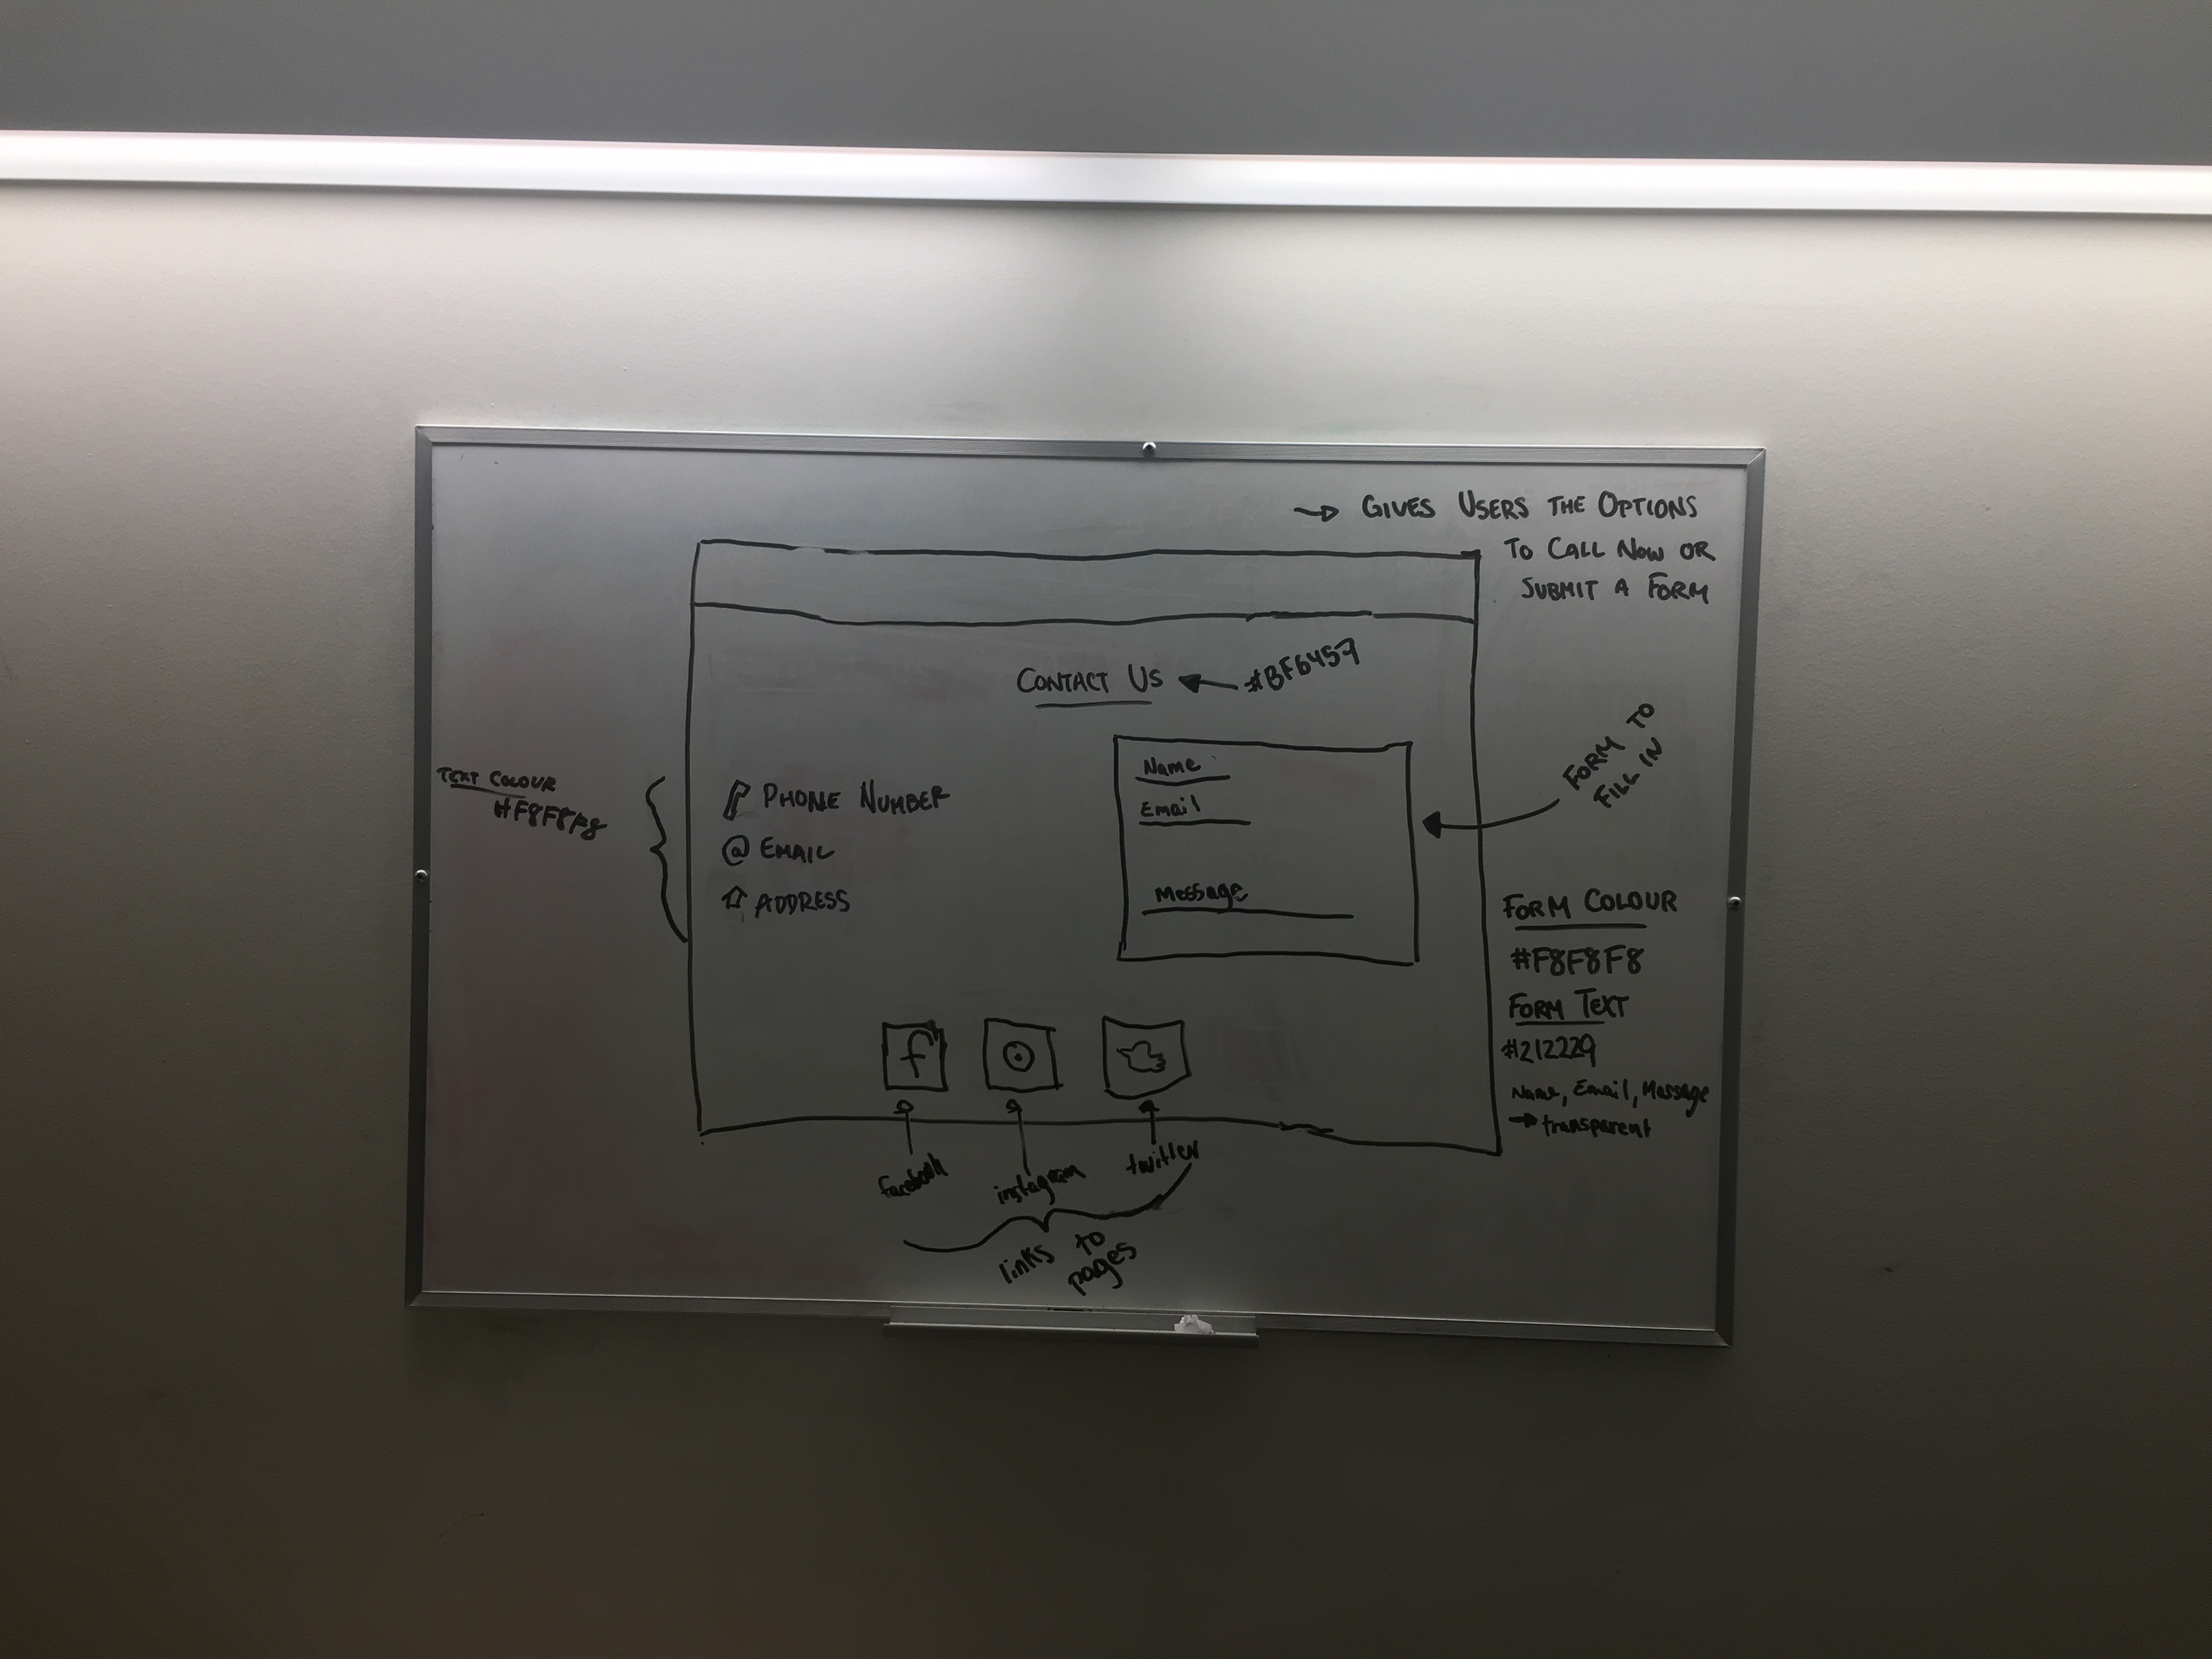 → GIVES USERS THE OPTIONS
TO CALL NOW OR
SUBMIT A FORM
CONTACT US
#BF6457
TEXT COLOUR
#F8F8F8
PHONE NUMBER
@ EMAIL
ADDRESS
Name
Email
Message
FORM TO
FILL IN
FORM COLOUR
#F8F8F8
FORM TEXT
#212229
Name, Email, Message
→ transparent
f
facebook
instagram
twitter
links to
pages